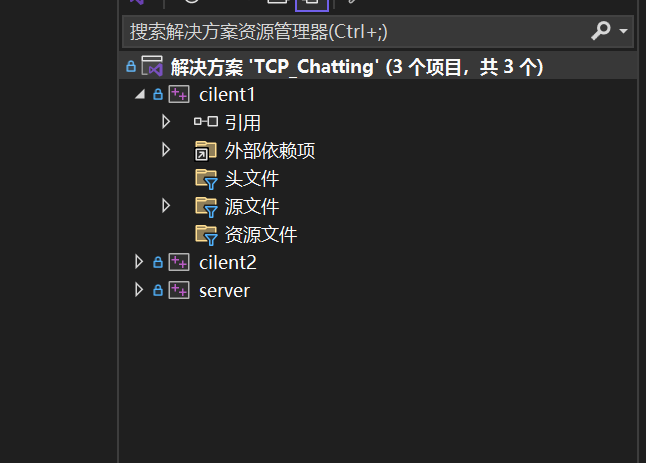 搜索解决方案资源管理器(Ctrl+;)
解决方案 'TCP_Chatting' (3 个项目，共 3 个)
cilent1
引用
外部依赖项
头文件
源文件
资源文件
cilent2
server